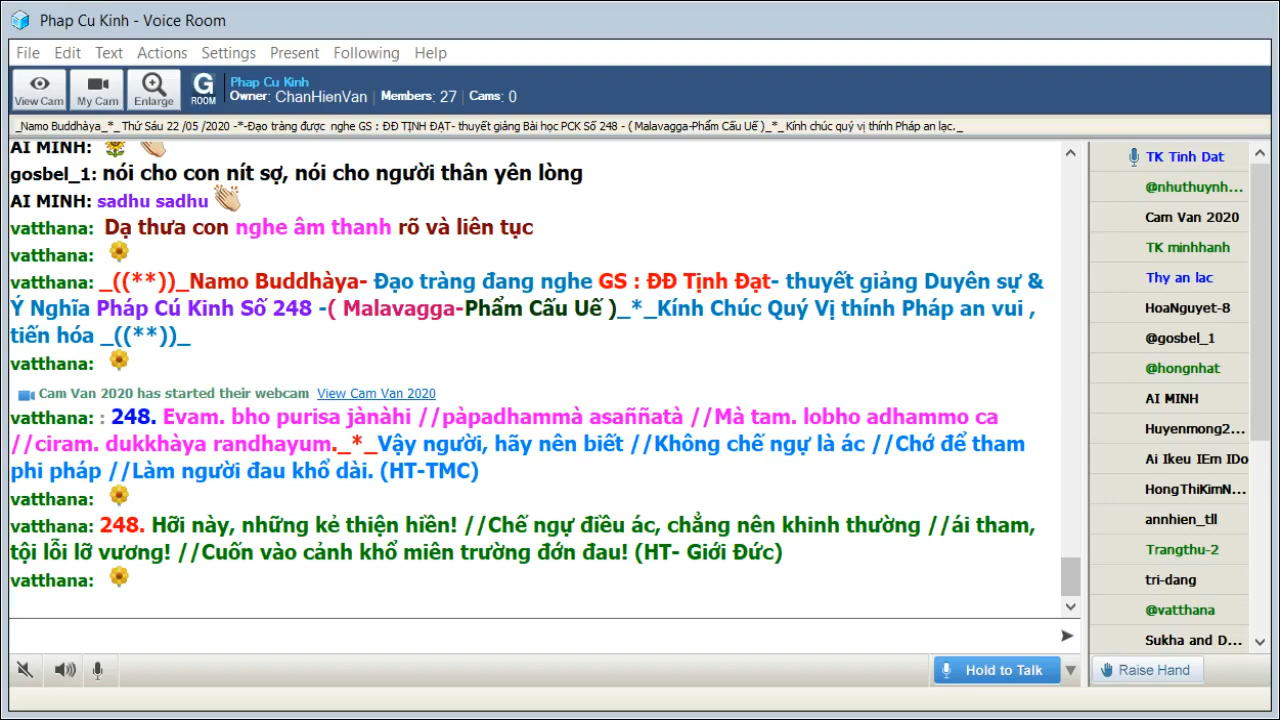 Phap Cu Kinh - Voice Room
File Edit Text Actions Settings Present Following Help
View Cam My Cam Enlarge G ROOM
Phap Cu Kinh
Owner: ChanHienVan | Members: 27 | Cams: 0
_Namo Buddhàya_*_ Thứ Sáu 22 /05 /2020 -*-Đạo tràng được nghe GS : ĐĐ TỊNH ĐẠT- thuyết giảng Bài học PCK Số 248 - ( Malavagga-Phẩm Cấu Uế )_*_ Kính chúc quý vị thính Pháp an lạc._
AI MINH:
gosbel_1: nói cho con nít sợ, nói cho người thân yên lòng
AI MINH: sadhu sadhu
vatthana: Dạ thưa con nghe âm thanh rõ và liên tục
vatthana:
vatthana: _((**))_Namo Buddhàya- Đạo tràng đang nghe GS : ĐĐ Tịnh Đạt- thuyết giảng Duyên sự &
Ý Nghĩa Pháp Cú Kinh Số 248 -( Malavagga-Phẩm Cấu Uế )_*_Kính Chúc Quý Vị thính Pháp an vui ,
tiến hóa _((**))_
vatthana:
Cam Van 2020 has started their webcam View Cam Van 2020
vatthana: : 248. Evam. bho purisa jànàhi //pàpadhammà asaññatà //Mà tam. lobho adhammo ca
//ciram. dukkhàya randhayum._*_Vậy người, hãy nên biết //Không chế ngự là ác //Chớ để tham
phi pháp //Làm người đau khổ dài. (HT-TMC)
vatthana:
vatthana: 248. Hỡi này, những kẻ thiện hiền! //Chế ngự điều ác, chẳng nên khinh thường //ái tham,
tội lỗi lỡ vương! //Cuốn vào cảnh khổ miên trường đớn đau! (HT- Giới Đức)
vatthana:
TK Tinh Dat
@nhuthuynh...
Cam Van 2020
TK minhhanh
Thy an lac
HoaNguyet-8
@gosbel_1
@hongnhat
AI MINH
Huyenmong2...
Ai Ikeu IEm IDo
HongThiKimN...
annhien_tll
Trangthu-2
tri-dang
@vatthana
Sukha and D...
Hold to Talk
Raise Hand